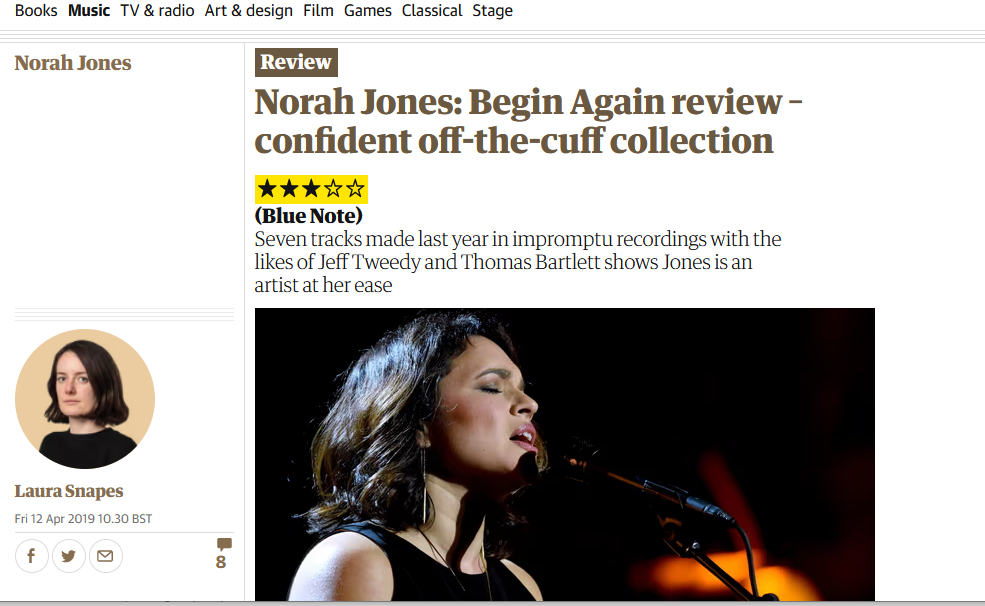 Books Music TV & radio Art & design Film Games Classical Stage
Norah Jones
Review
Norah Jones: Begin Again review –
confident off-the-cuff collection
(Blue Note)
Seven tracks made last year in impromptu recordings with the
likes of Jeff Tweedy and Thomas Bartlett shows Jones is an
artist at her ease
Laura Snapes
Fri 12 Apr 2019 10.30 BST
8